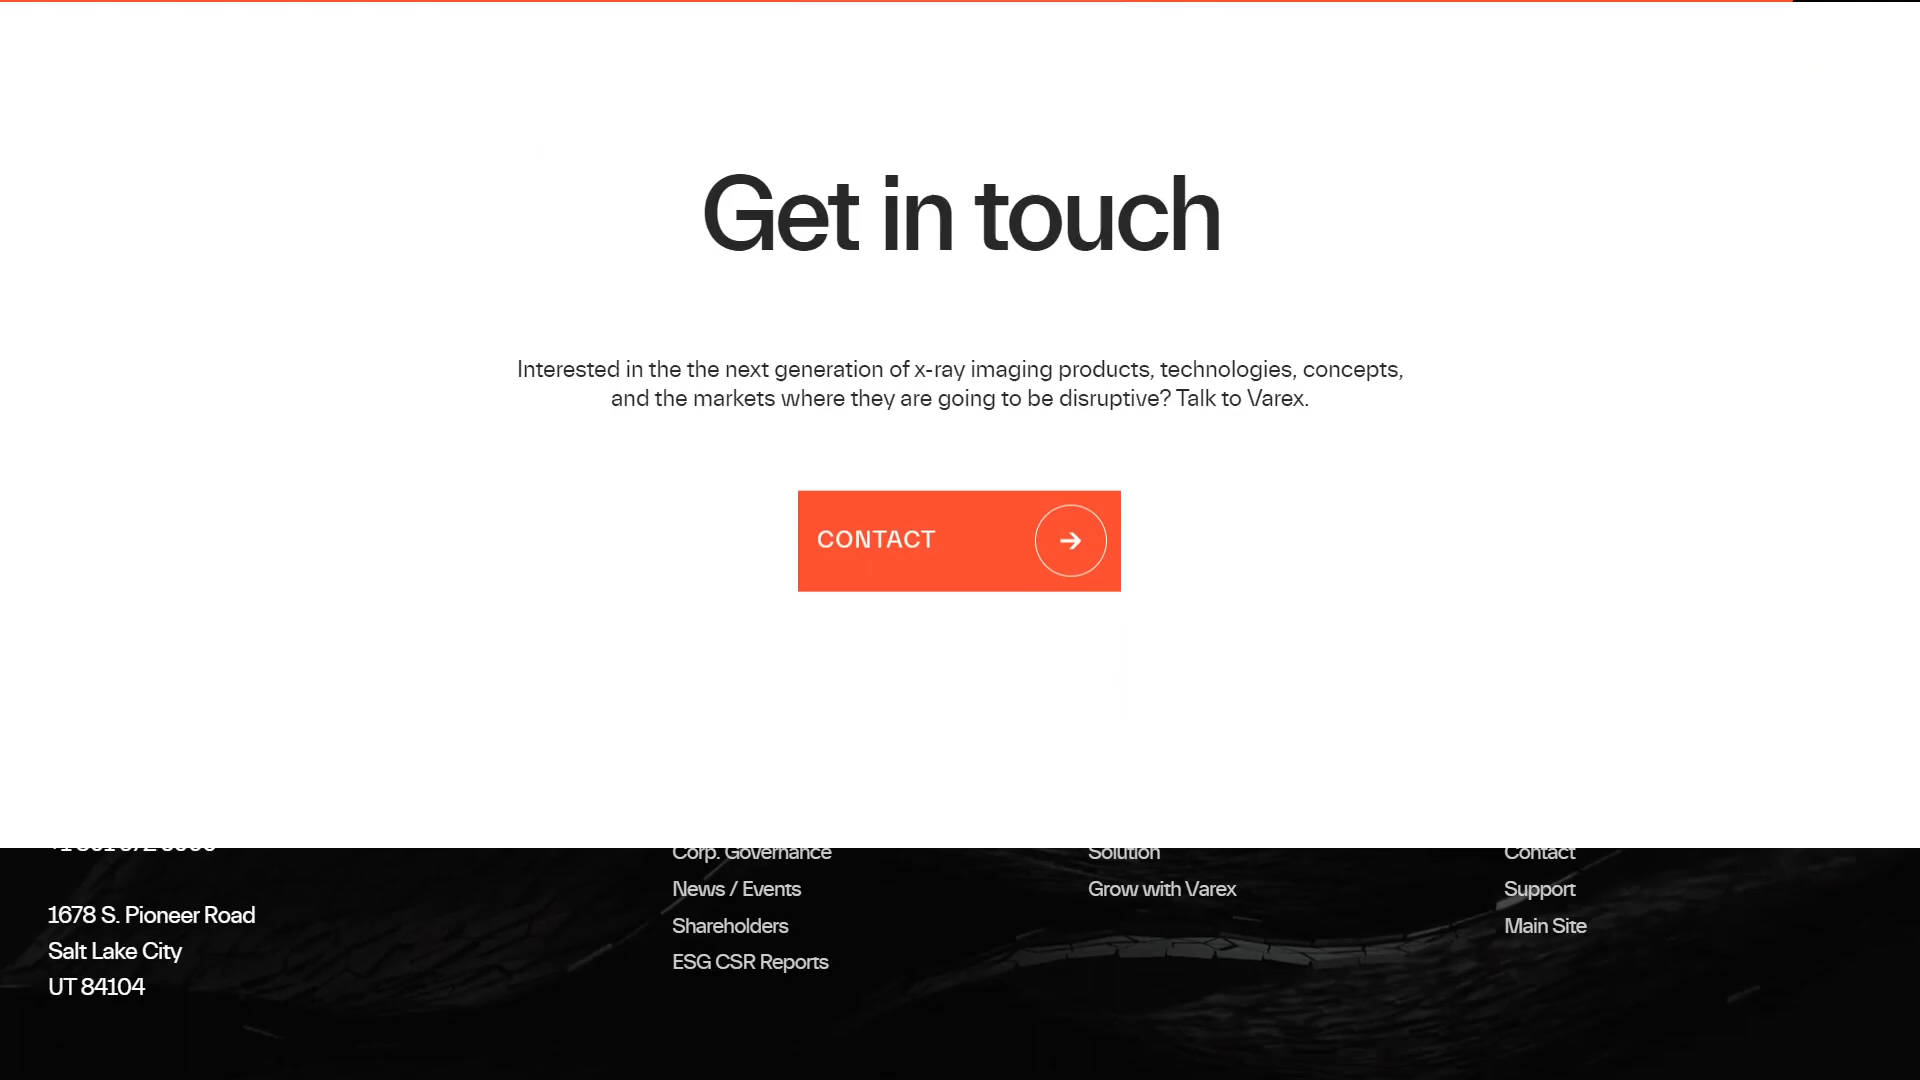 Get in touch
Interested in the the next generation of x-ray imaging products, technologies, concepts,
and the markets where they are going to be disruptive? Talk to Varex.
CONTACT
1678 S. Pioneer Road
Salt Lake City
UT 84104
Corp. Governance
News / Events
Shareholders
ESG CSR Reports
Solution
Grow with Varex
Contact
Support
Main Site